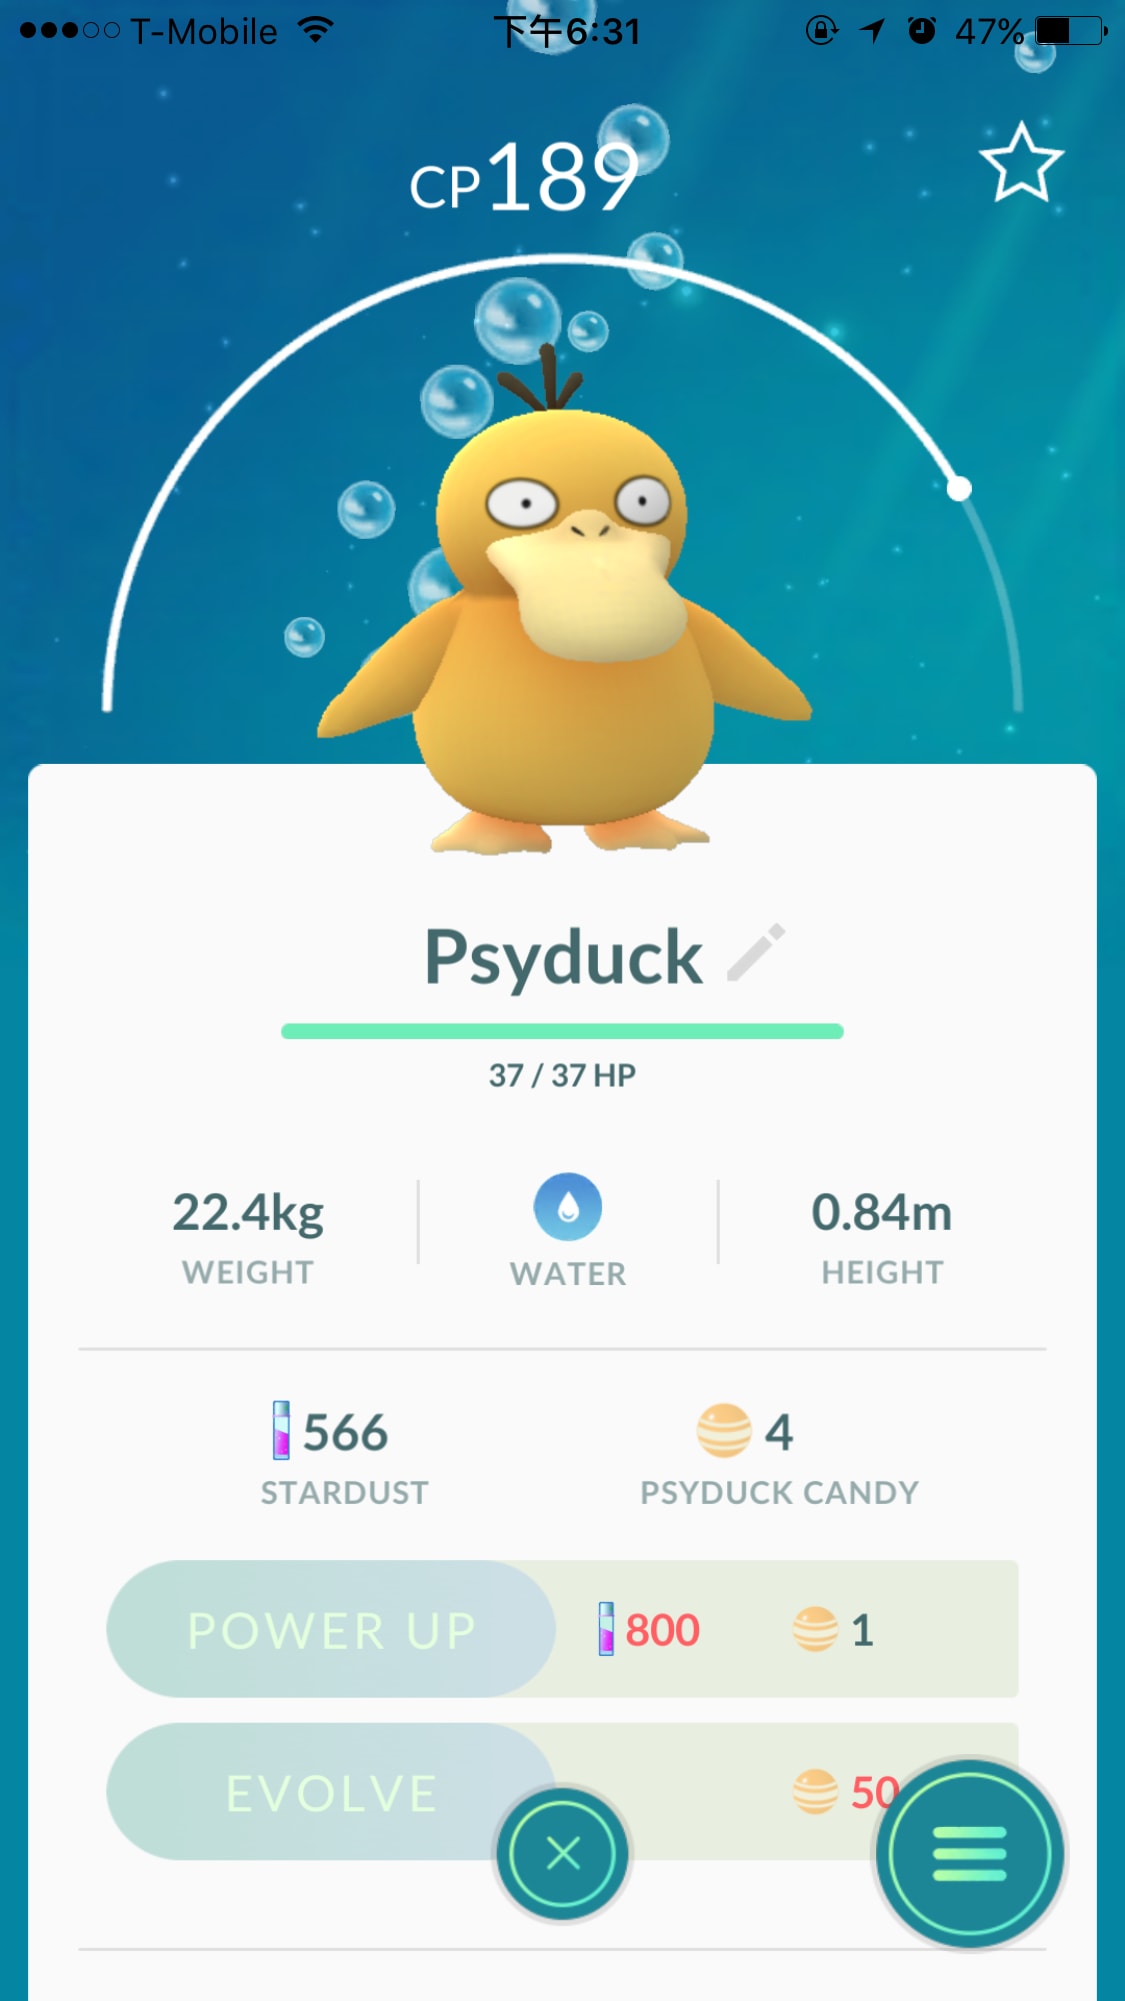 T-Mobile 下午6:31 47%
CP189
Psyduck
37 / 37 HP
22.4kg 0.84m
WEIGHT WATER HEIGHT
566 4
STARDUST PSYDUCK CANDY
POWER UP 800 1
EVOLVE 50